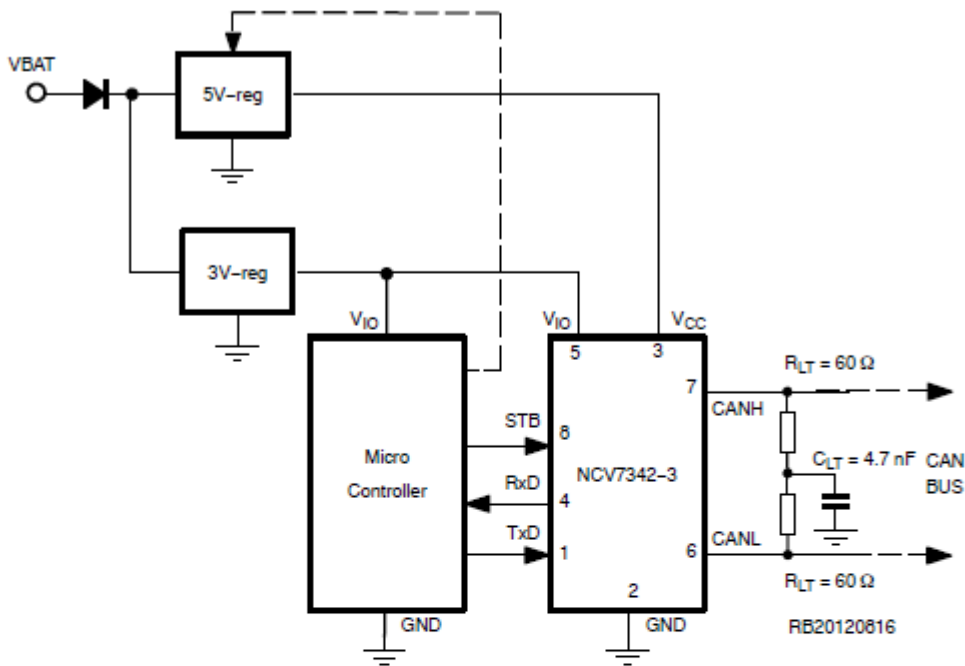 VBAT
5V-reg
3V-reg
VIO
VIO
VCC
5
3
7
RLT = 60 Ω
CANH
STB
8
Micro
Controller
NCV7342-3
CLT = 4.7 nF
CAN
BUS
RxD
4
TxD
1
6
CANL
2
RLT = 60 Ω
GND
GND
RB20120816